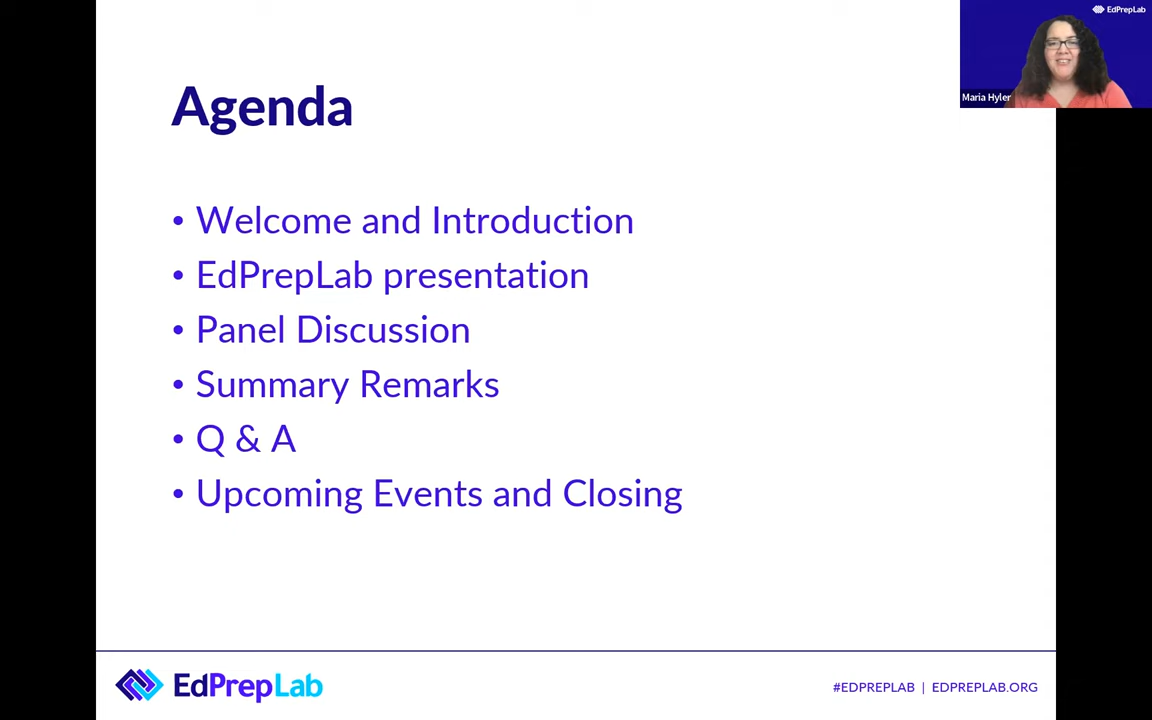 EdPrepLab
Maria Hyler
Agenda
• Welcome and Introduction
• EdPrepLab presentation
• Panel Discussion
• Summary Remarks
• Q & A
• Upcoming Events and Closing
EdPrepLab
#EDPREPLAB | EDPREPLAB.ORG